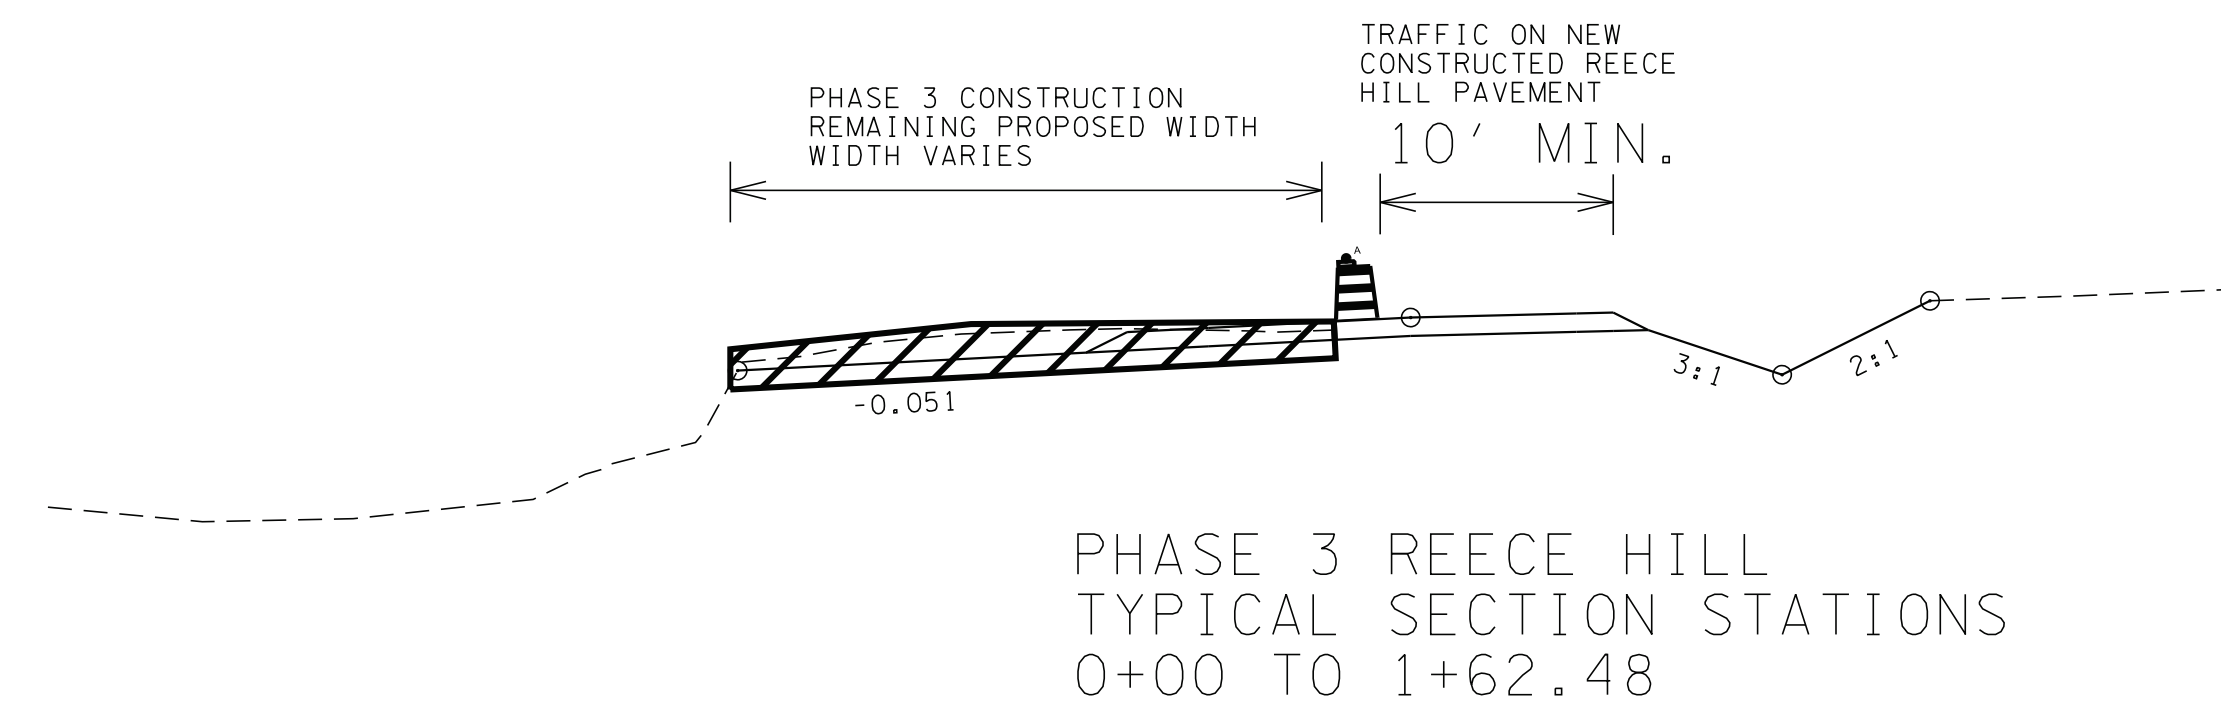 TRAFFIC ON NEW
CONSTRUCTED REECE
HILL PAVEMENT
10' MIN.
PHASE 3 CONSTRUCTION
REMAINING PROPOSED WIDTH
WIDTH VARIES
A
3:1
2:1
-0.051
PHASE 3 REECE HILL
TYPICAL SECTION STATIONS
0+00 TO 1+62.48